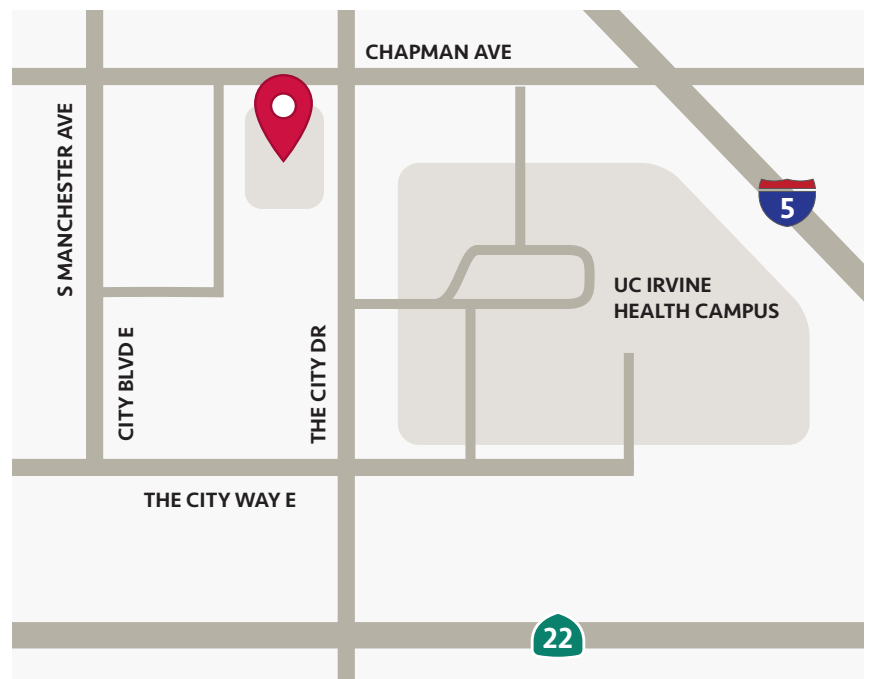 CHAPMAN AVE
S MANCHESTER AVE
5
UC IRVINE
HEALTH CAMPUS
CITY BLVD E
THE CITY DR
THE CITY WAY E
22